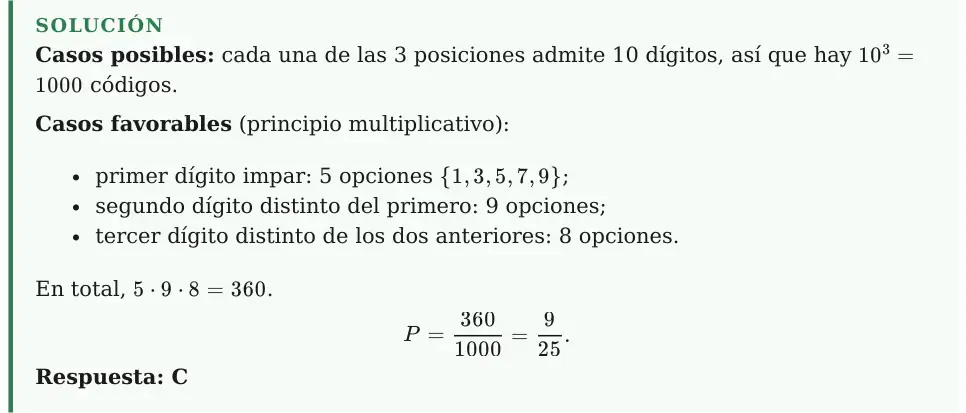 SOLUCIÓN
Casos posibles: cada una de las 3 posiciones admite 10 dígitos, así que hay 10³ =
1000 códigos.
Casos favorables (principio multiplicativo):
• primer dígito impar: 5 opciones {1, 3, 5, 7, 9};
• segundo dígito distinto del primero: 9 opciones;
• tercer dígito distinto de los dos anteriores: 8 opciones.
En total, 5 · 9 · 8 = 360.
P = 360/1000 = 9/25.
Respuesta: C